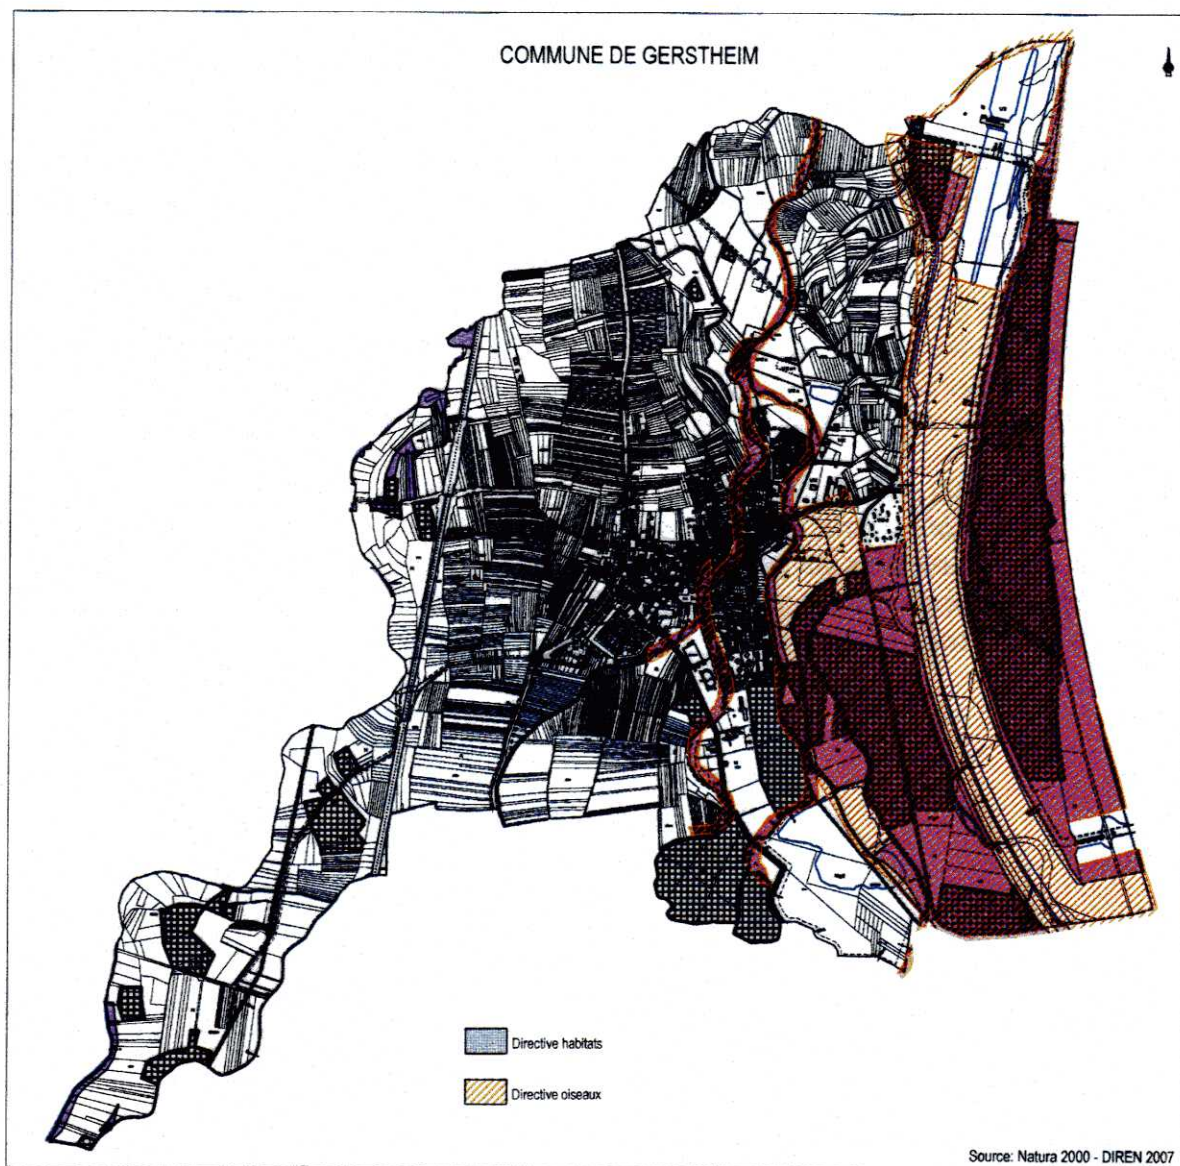 COMMUNE DE GERSTHEIM
Directive habitats
Directive oiseaux
Source: Natura 2000 - DIREN 2007